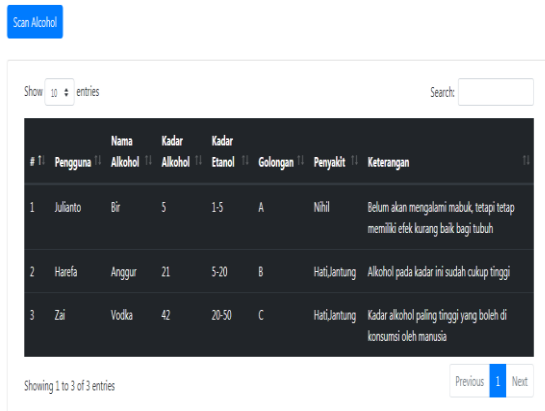 Scan Alcohol
Show 10 entries
Search:
# Pengguna Nama Alkohol Kadar Alkohol Kadar Etanol Golongan Penyakit Keterangan
1 Julianto Bir 5 1-5 A Nihil Belum akan mengalami mabuk, tetapi tetap
memiliki efek kurang baik bagi tubuh
2 Harefa Anggur 21 5-20 B Hati,Jantung Alkohol pada kadar ini sudah cukup tinggi
3 Zai Vodka 42 20-50 C Hati,Jantung Kadar alkohol paling tinggi yang boleh di
konsumsi oleh manusia
Showing 1 to 3 of 3 entries
Previous 1 Next